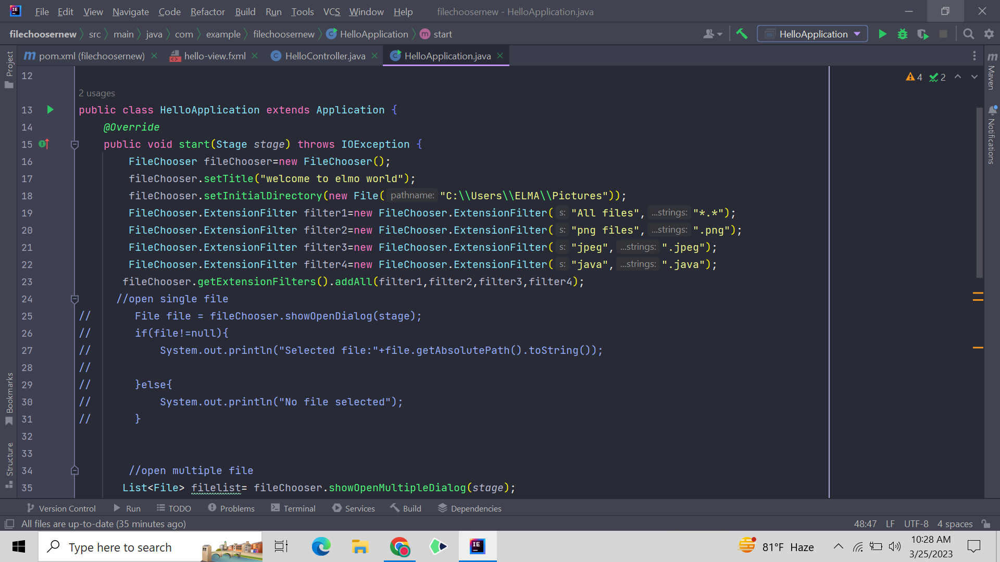 File Edit View Navigate Code Refactor Build Run Tools VCS Window Help filechoosernew - HelloApplication.java
filechoosernew src main java com example filechoosernew HelloApplication start HelloApplication
pom.xml (filechoosernew) hello-view.fxml HelloController.java HelloApplication.java
Project
Bookmarks
Structure
Maven
Notifications
4 2
12
2 usages
13 public class HelloApplication extends Application {
14 @Override
15 public void start(Stage stage) throws IOException {
16 FileChooser fileChooser=new FileChooser();
17 fileChooser.setTitle("welcome to elmo world");
18 fileChooser.setInitialDirectory(new File( pathname: "C:\\Users\\ELMA\\Pictures"));
19 FileChooser.ExtensionFilter filter1=new FileChooser.ExtensionFilter( s: "All files", ...strings: "*.*");
20 FileChooser.ExtensionFilter filter2=new FileChooser.ExtensionFilter( s: "png files", ...strings: ".png");
21 FileChooser.ExtensionFilter filter3=new FileChooser.ExtensionFilter( s: "jpeg", ...strings: ".jpeg");
22 FileChooser.ExtensionFilter filter4=new FileChooser.ExtensionFilter( s: "java", ...strings: ".java");
23 fileChooser.getExtensionFilters().addAll(filter1,filter2,filter3,filter4);
24 //open single file
25 // File file = fileChooser.showOpenDialog(stage);
26 // if(file!=null){
27 // System.out.println("Selected file:"+file.getAbsolutePath().toString());
28 //
29 // }else{
30 // System.out.println("No file selected");
31 // }
32
33
34 //open multiple file
35 List<File> filelist= fileChooser.showOpenMultipleDialog(stage);
Version Control Run TODO Problems Terminal Services Build Dependencies
All files are up-to-date (35 minutes ago) 48:47 LF UTF-8 4 spaces
Type here to search 81°F Haze 10:28 AM
3/25/2023